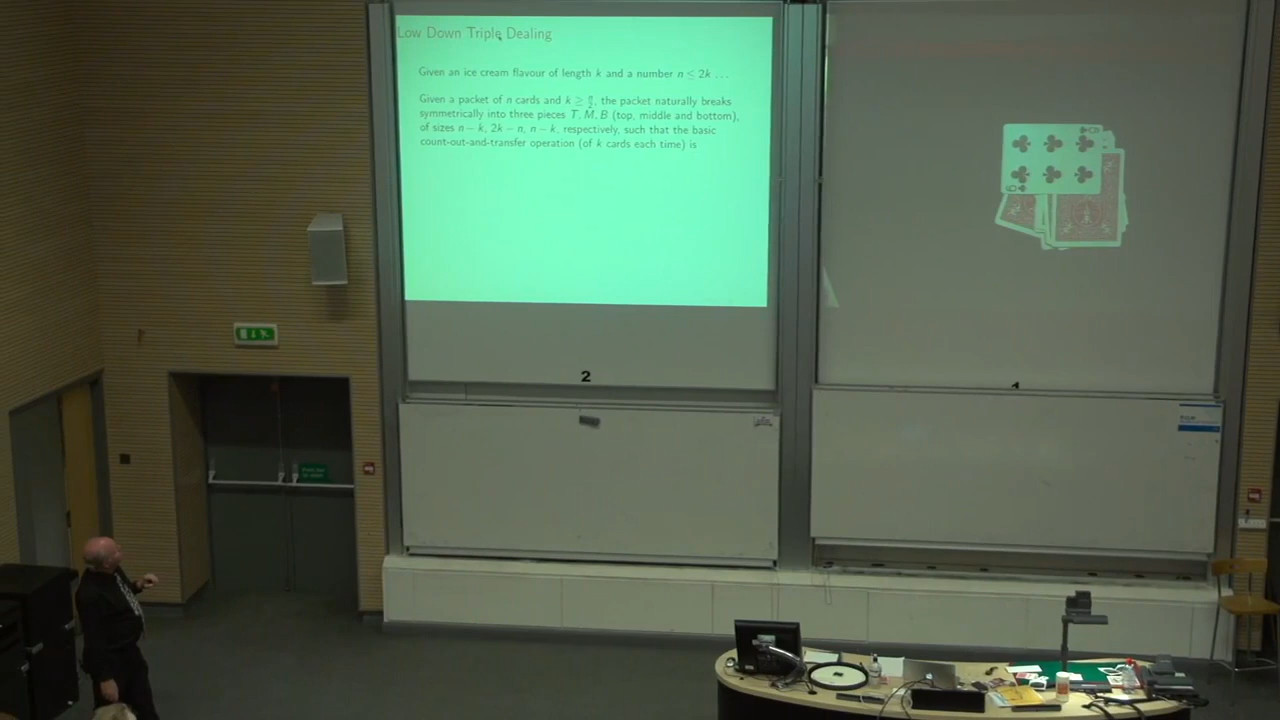 Low Down Triple Dealing
Given an ice cream flavour of length k and a number n ≤ 2k ...
Given a packet of n cards and k ≥ n/2, the packet naturally breaks
symmetrically into three pieces T, M, B (top, middle and bottom),
of sizes n − k, 2k − n, n − k, respectively, such that the basic
count-out-and-transfer operation (of k cards each time) is
2